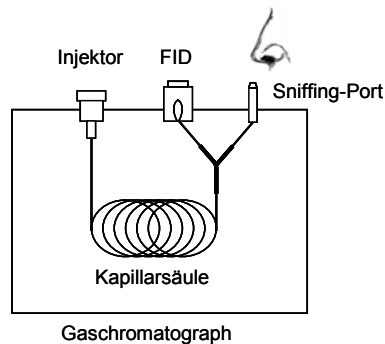 Injektor
FID
Sniffing-Port
Kapillarsäule
Gaschromatograph